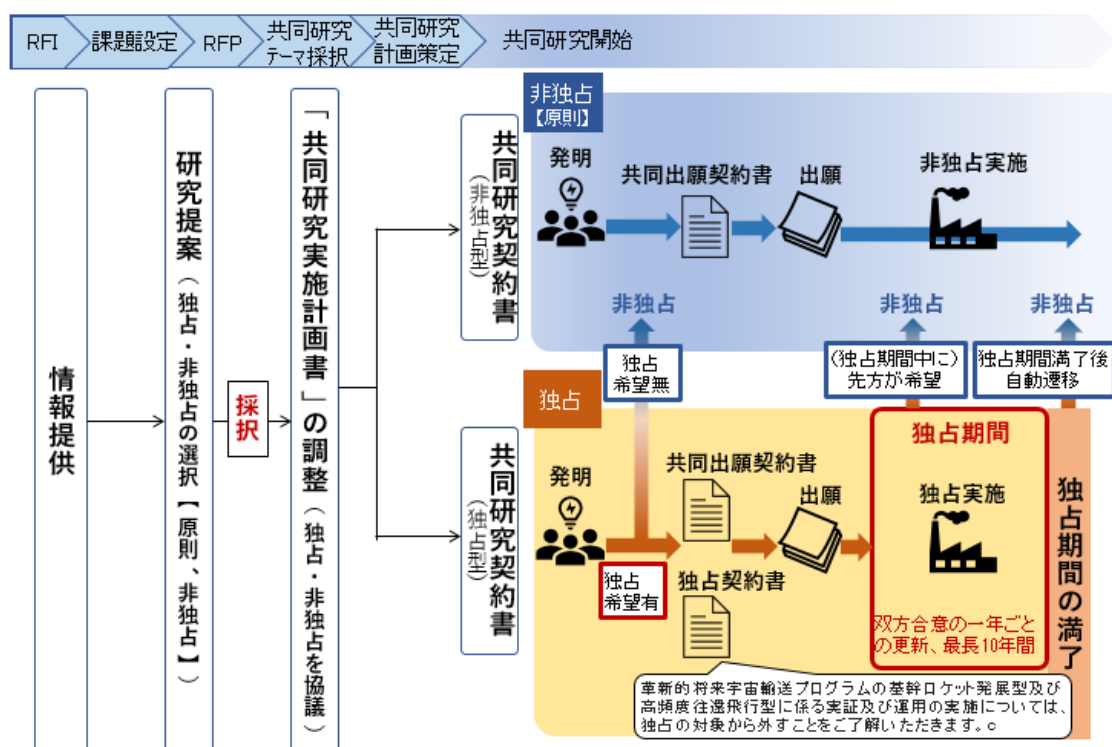 RFI
課題設定
RFP
共同研究
テーマ採択
共同研究
計画策定
共同研究開始
情報提供
研究提案(独占・非独占の選択【原則、非独占】)
採択
「共同研究実施計画書」の調整(独占・非独占を協議)
共同研究契約書
(非独占型)
非独占
【原則】
発明
共同出願契約書
出願
非独占実施
非独占
非独占
非独占
独占
希望無
(独占期間中に)
先方が希望
独占期間満了後
自動遷移
共同研究契約書
(独占型)
独占
発明
独占
希望有
共同出願契約書
独占契約書
出願
独占期間
独占実施
双方合意の一年ごと
の更新、最長10年間
独占期間の満了
革新的将来宇宙輸送プログラムの基幹ロケット発展型及び
高頻度往還飛行型に係る実証及び運用の実施については、
独占の対象から外すことをご了解いただきます。c